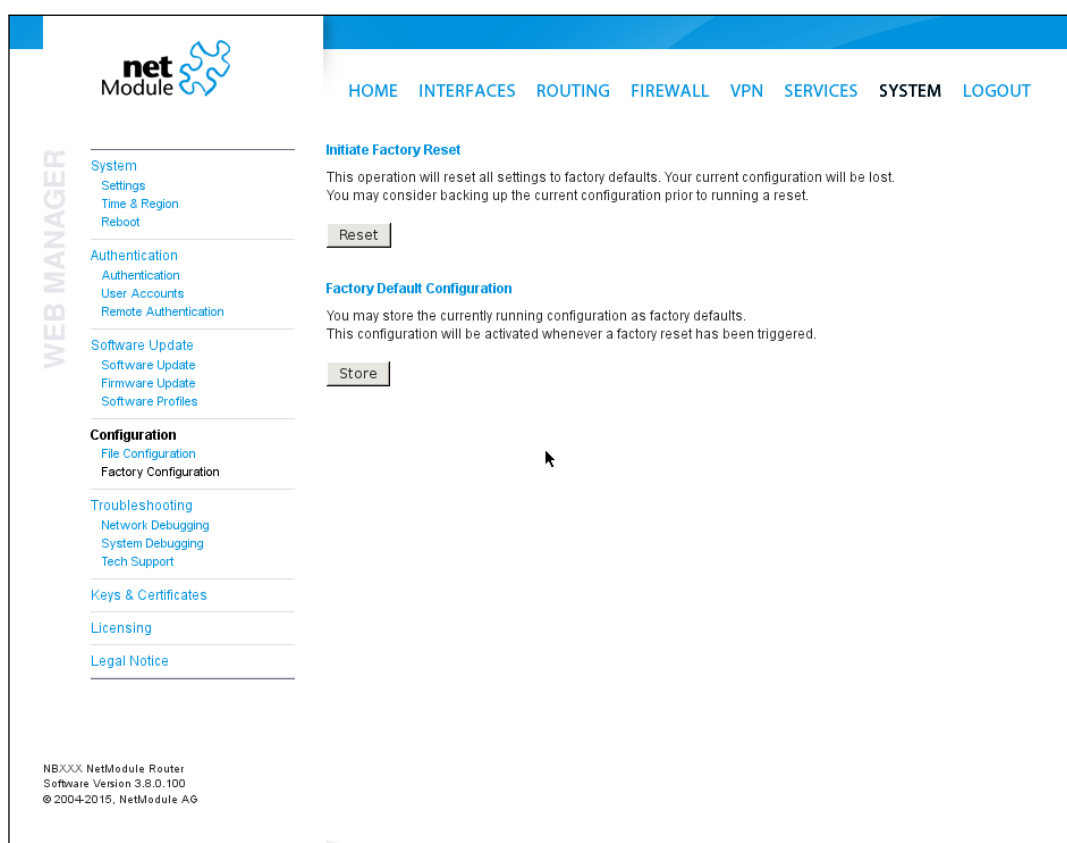 net
Module
HOME INTERFACES ROUTING FIREWALL VPN SERVICES SYSTEM LOGOUT
WEB MANAGER
System
Settings
Time & Region
Reboot
Authentication
Authentication
User Accounts
Remote Authentication
Software Update
Software Update
Firmware Update
Software Profiles
Configuration
File Configuration
Factory Configuration
Troubleshooting
Network Debugging
System Debugging
Tech Support
Keys & Certificates
Licensing
Legal Notice
Initiate Factory Reset
This operation will reset all settings to factory defaults. Your current configuration will be lost.
You may consider backing up the current configuration prior to running a reset.
Reset
Factory Default Configuration
You may store the currently running configuration as factory defaults.
This configuration will be activated whenever a factory reset has been triggered.
Store
NBXXX NetModule Router
Software Version 3.8.0.100
© 2004-2015, NetModule AG